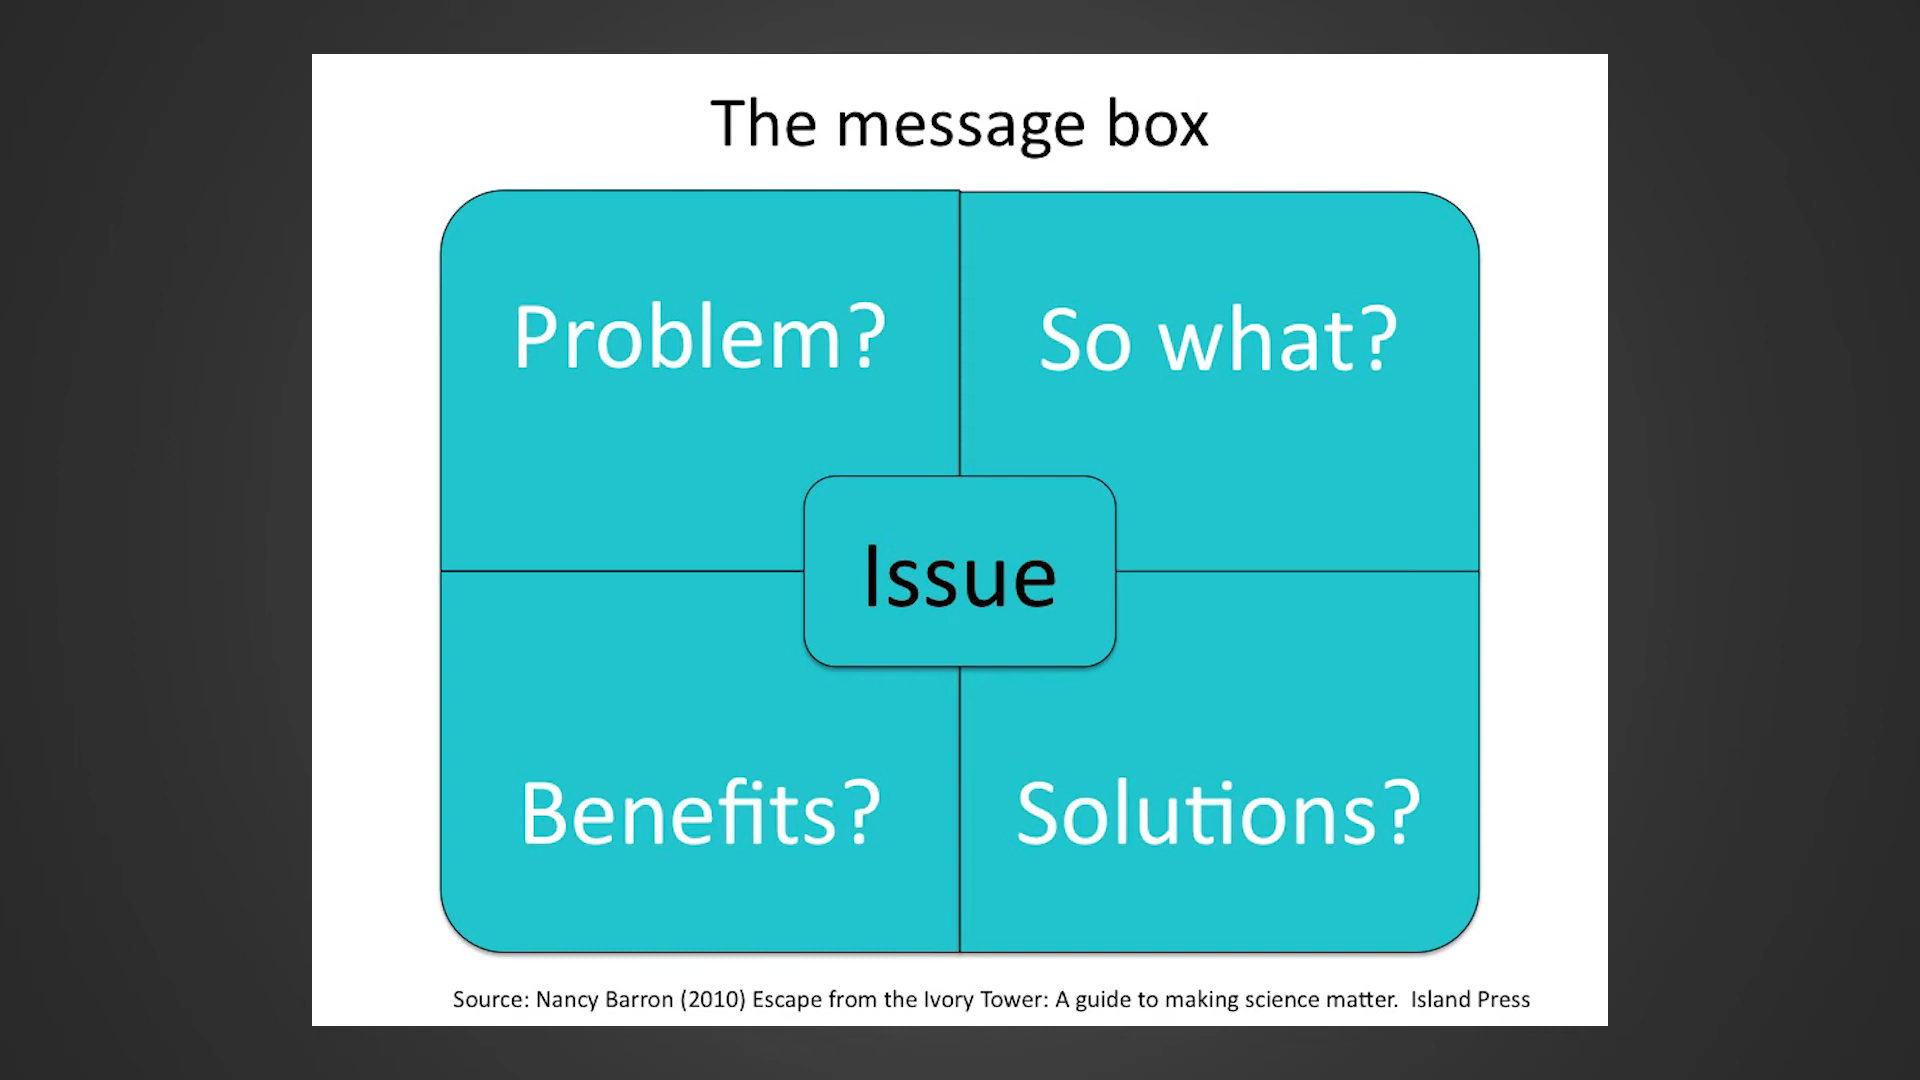 The message box
Problem?
So what?
Issue
Benefits?
Solutions?
Source: Nancy Barron (2010) Escape from the Ivory Tower: A guide to making science matter.  Island Press